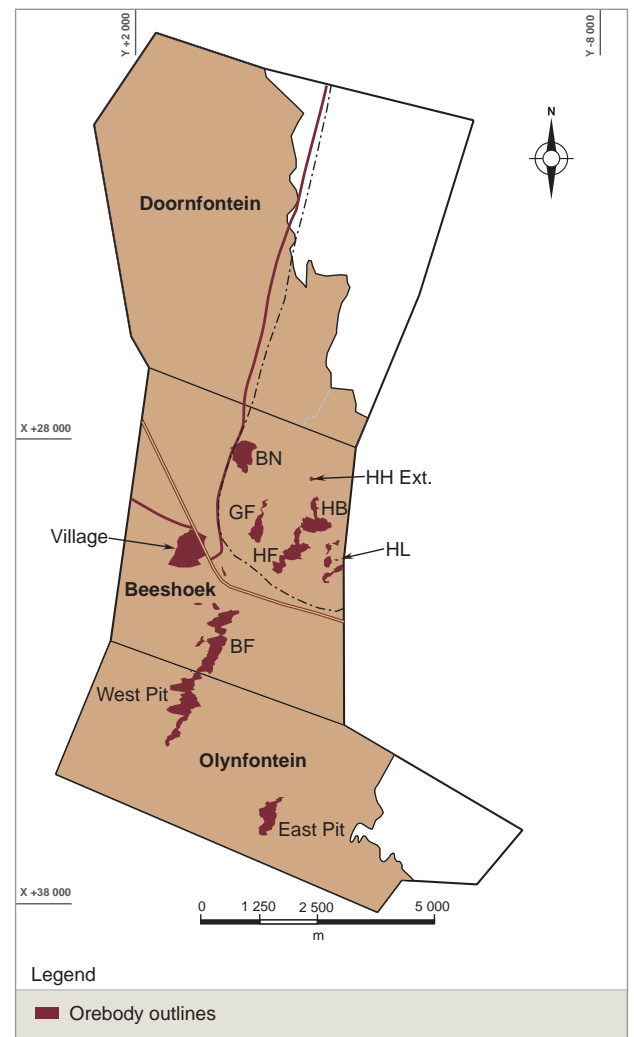 Y +2 000
Y -8 000
N
Doornfontein
X +28 000
BN
HH Ext.
GF
HB
Village
HF
HL
Beeshoek
BF
West Pit
Olynfontein
East Pit
X +38 000
0 1 250 2 500 5 000
m
Legend
Orebody outlines